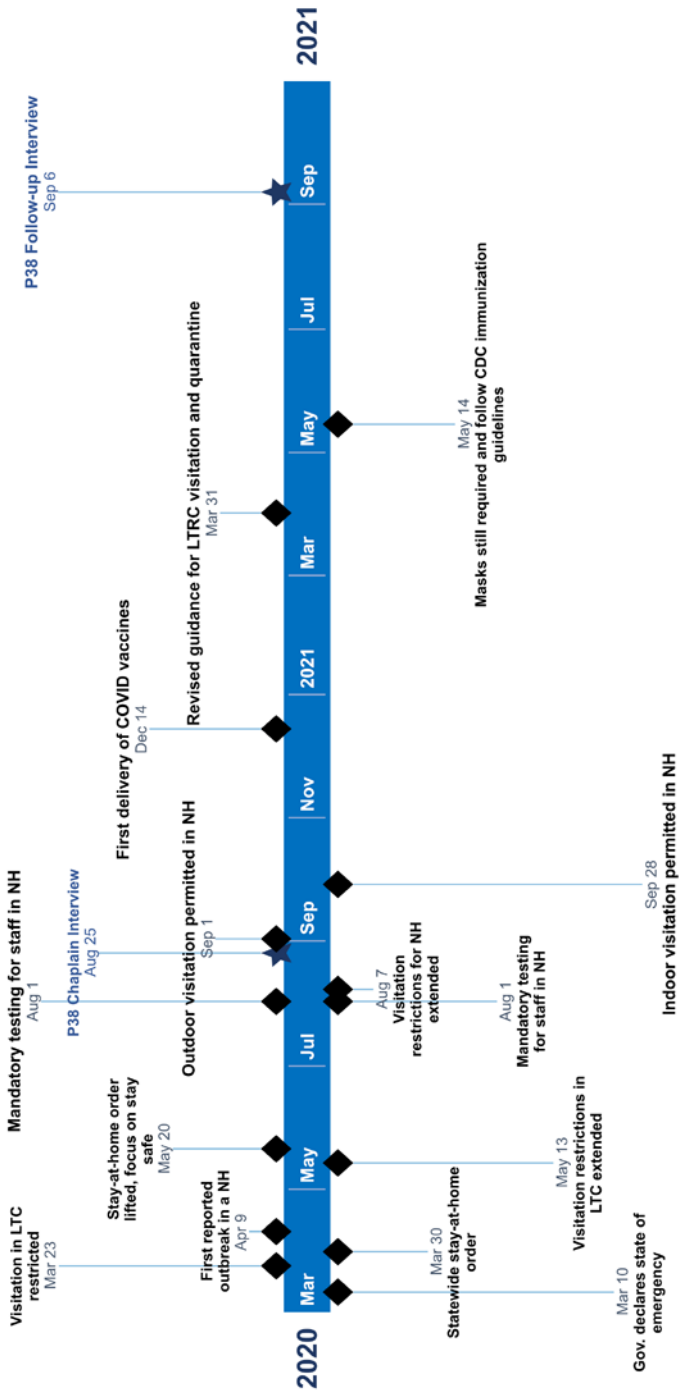 Visitation in LTC
restricted
Mar 23
First reported
outbreak in a NH
Apr 9
Stay-at-home order
lifted, focus on stay
safe
May 20
Mandatory testing for staff in NH
Aug 1
P38 Chaplain Interview
Aug 25
Outdoor visitation permitted in NH
Sep 1
First delivery of COVID vaccines
Dec 14
Revised guidance for LTRC visitation and quarantine
Mar 31
P38 Follow-up Interview
Sep 6
2020
Mar
May
Jul
Sep
Nov
2021
Mar
May
Jul
Sep
2021
Mar 10
Gov. declares state of
emergency
Mar 30
Statewide stay-at-home
order
May 13
Visitation restrictions in
LTC extended
Aug 1
Mandatory testing
for staff in NH
Aug 7
Visitation
restrictions for NH
extended
Sep 28
Indoor visitation permitted in NH
May 14
Masks still required and follow CDC immunization
guidelines